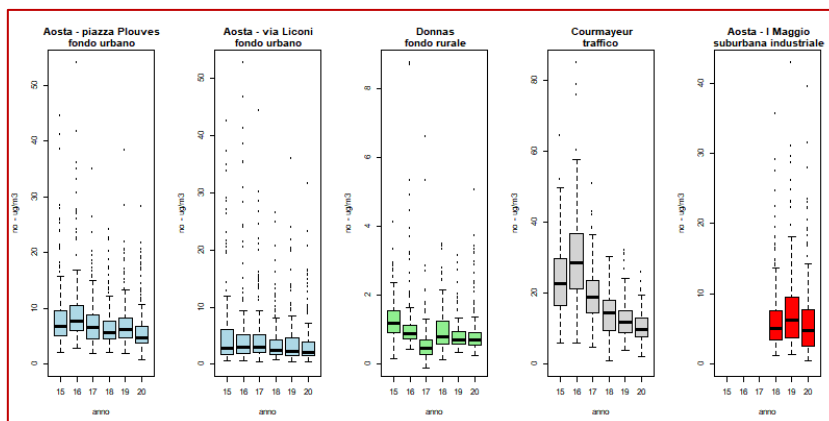 Aosta - piazza Plouves
fondo urbano
no - ug/m3
50
40
30
20
10
0
15 16 17 18 19 20
anno
Aosta - via Liconi
fondo urbano
no - ug/m3
50
40
30
20
10
0
15 16 17 18 19 20
anno
Donnas
fondo rurale
no - ug/m3
8
6
4
2
0
15 16 17 18 19 20
anno
Courmayeur
traffico
no - ug/m3
80
60
40
20
0
15 16 17 18 19 20
anno
Aosta - I Maggio
suburbana industriale
no - ug/m3
40
30
20
10
0
15 16 17 18 19 20
anno